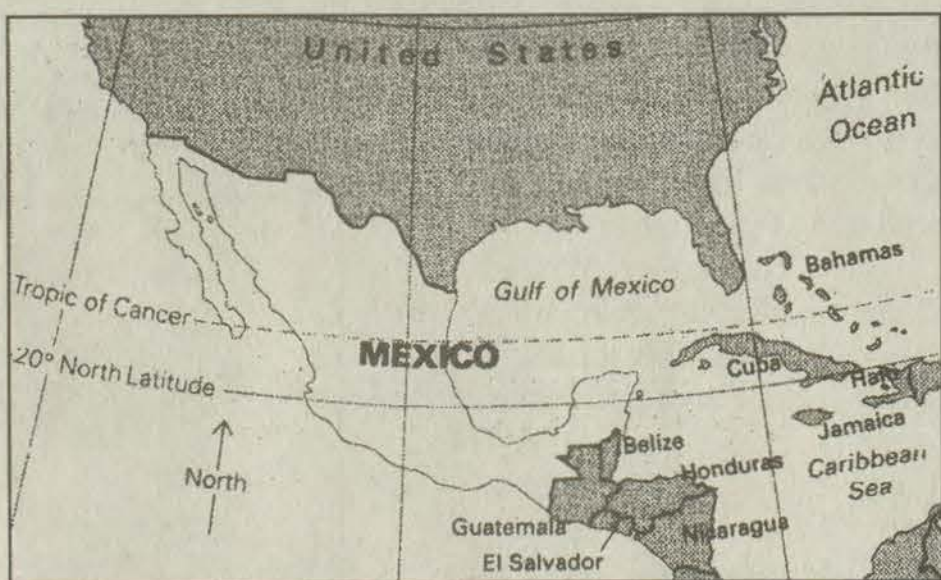 United States
Atlantic
Ocean
Bahamas
Gulf of Mexico
Tropic of Cancer
MEXICO
20° North Latitude
Cuba
Haiti
Jamaica
Belize
Honduras
Caribbean
Sea
North
Guatemala
Nicaragua
El Salvador